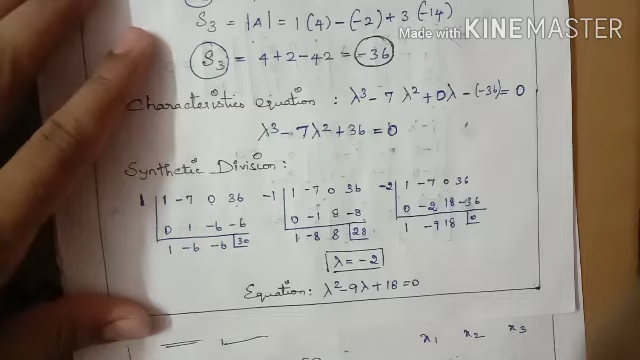 S₃ = |A| = 1(4) - (-2) + 3(-14)
Made with KINEMASTER
S₃ = 4+2-42 = -36
Characteristics equation : λ³ - 7λ² + 0λ - (-36) = 0
λ³ - 7λ² + 36 = 0
Synthetic Division:
1 | 1 -7 0 36   -1 | 1 -7 0 36   -2 | 1 -7 0 36
0 1 -6 -6   0 -1 8 -8   0 -2 18 -36
1 -6 -6 30   1 -8 8 28   1 -9 18 0
λ = -2
Equation: λ² - 9λ + 18 = 0
x₁ x₂ x₃